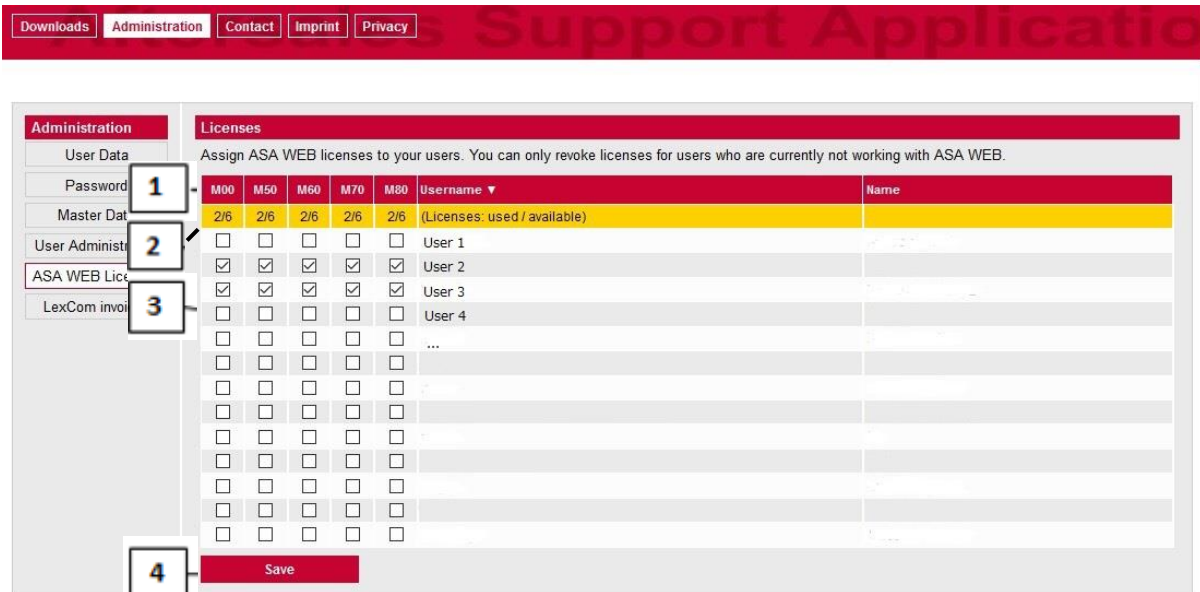 Aftersales Support Applicatio
Downloads Administration Contact Imprint Privacy
Administration
User Data
Password
Master Dat
User Administr
ASA WEB Lice
LexCom invoi
Licenses
Assign ASA WEB licenses to your users. You can only revoke licenses for users who are currently not working with ASA WEB.
1
M00 M50 M60 M70 M80 Username ▼ Name
2/6 2/6 2/6 2/6 2/6 (Licenses: used / available)
2
User 1
User 2
User 3
3
User 4
...
4
Save